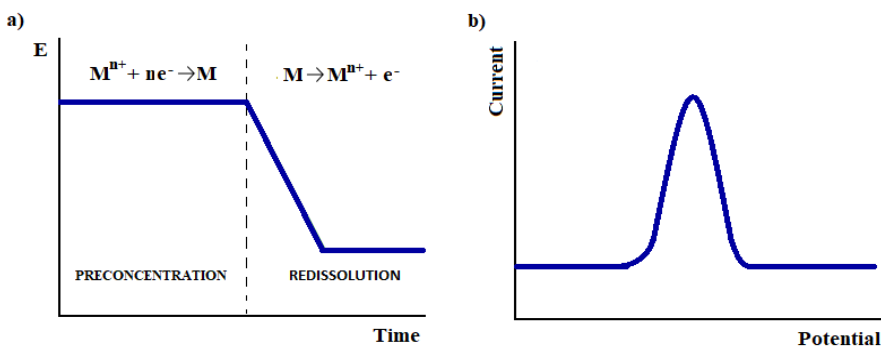 a)
E
Mⁿ⁺ + ne⁻ → M
M → Mⁿ⁺ + e⁻
PRECONCENTRATION
REDISSOLUTION
Time
b)
Current
Potential